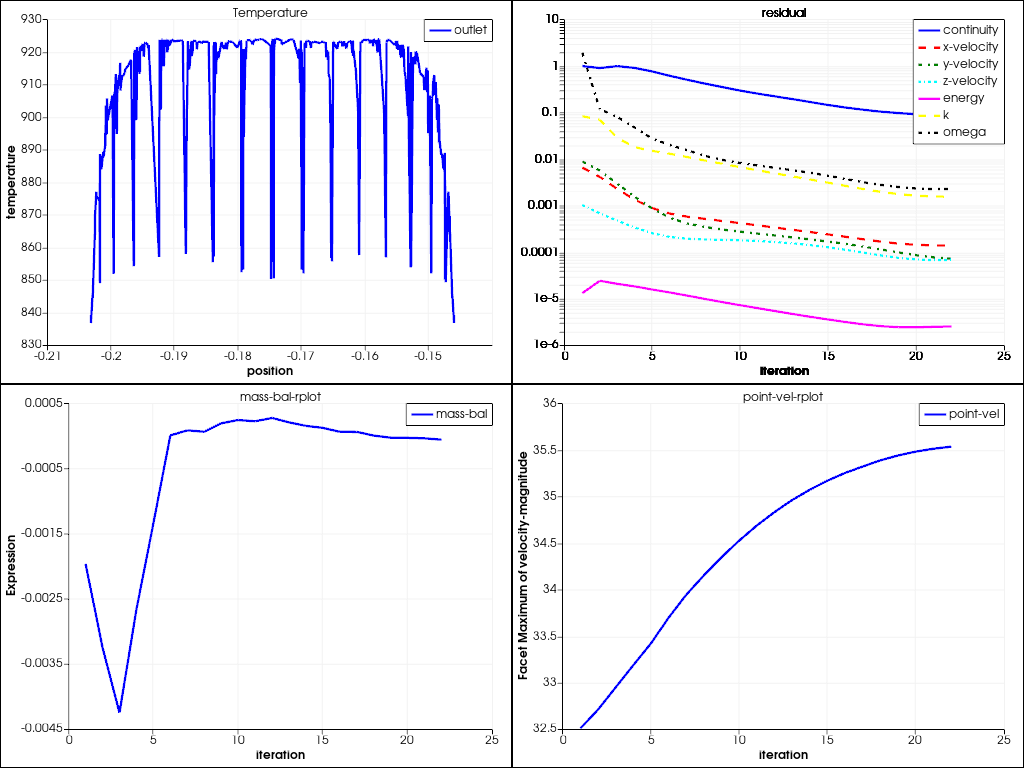 Temperature
outlet
930
920
910
900
890
880
870
860
850
840
830
-0.21
-0.2
-0.19
-0.18
-0.17
-0.16
-0.15
temperature
position
residual
continuity
x-velocity
y-velocity
z-velocity
energy
k
omega
10
1
0.1
0.01
0.001
0.0001
1e-5
1e-6
0
5
10
15
20
25
iteration
mass-bal-rplot
mass-bal
0.0005
-0.0005
-0.0015
-0.0025
-0.0035
-0.0045
0
5
10
15
20
25
Expression
iteration
point-vel-rplot
point-vel
36
35.5
35
34.5
34
33.5
33
32.5
0
5
10
15
20
25
Facet Maximum of velocity-magnitude
iteration